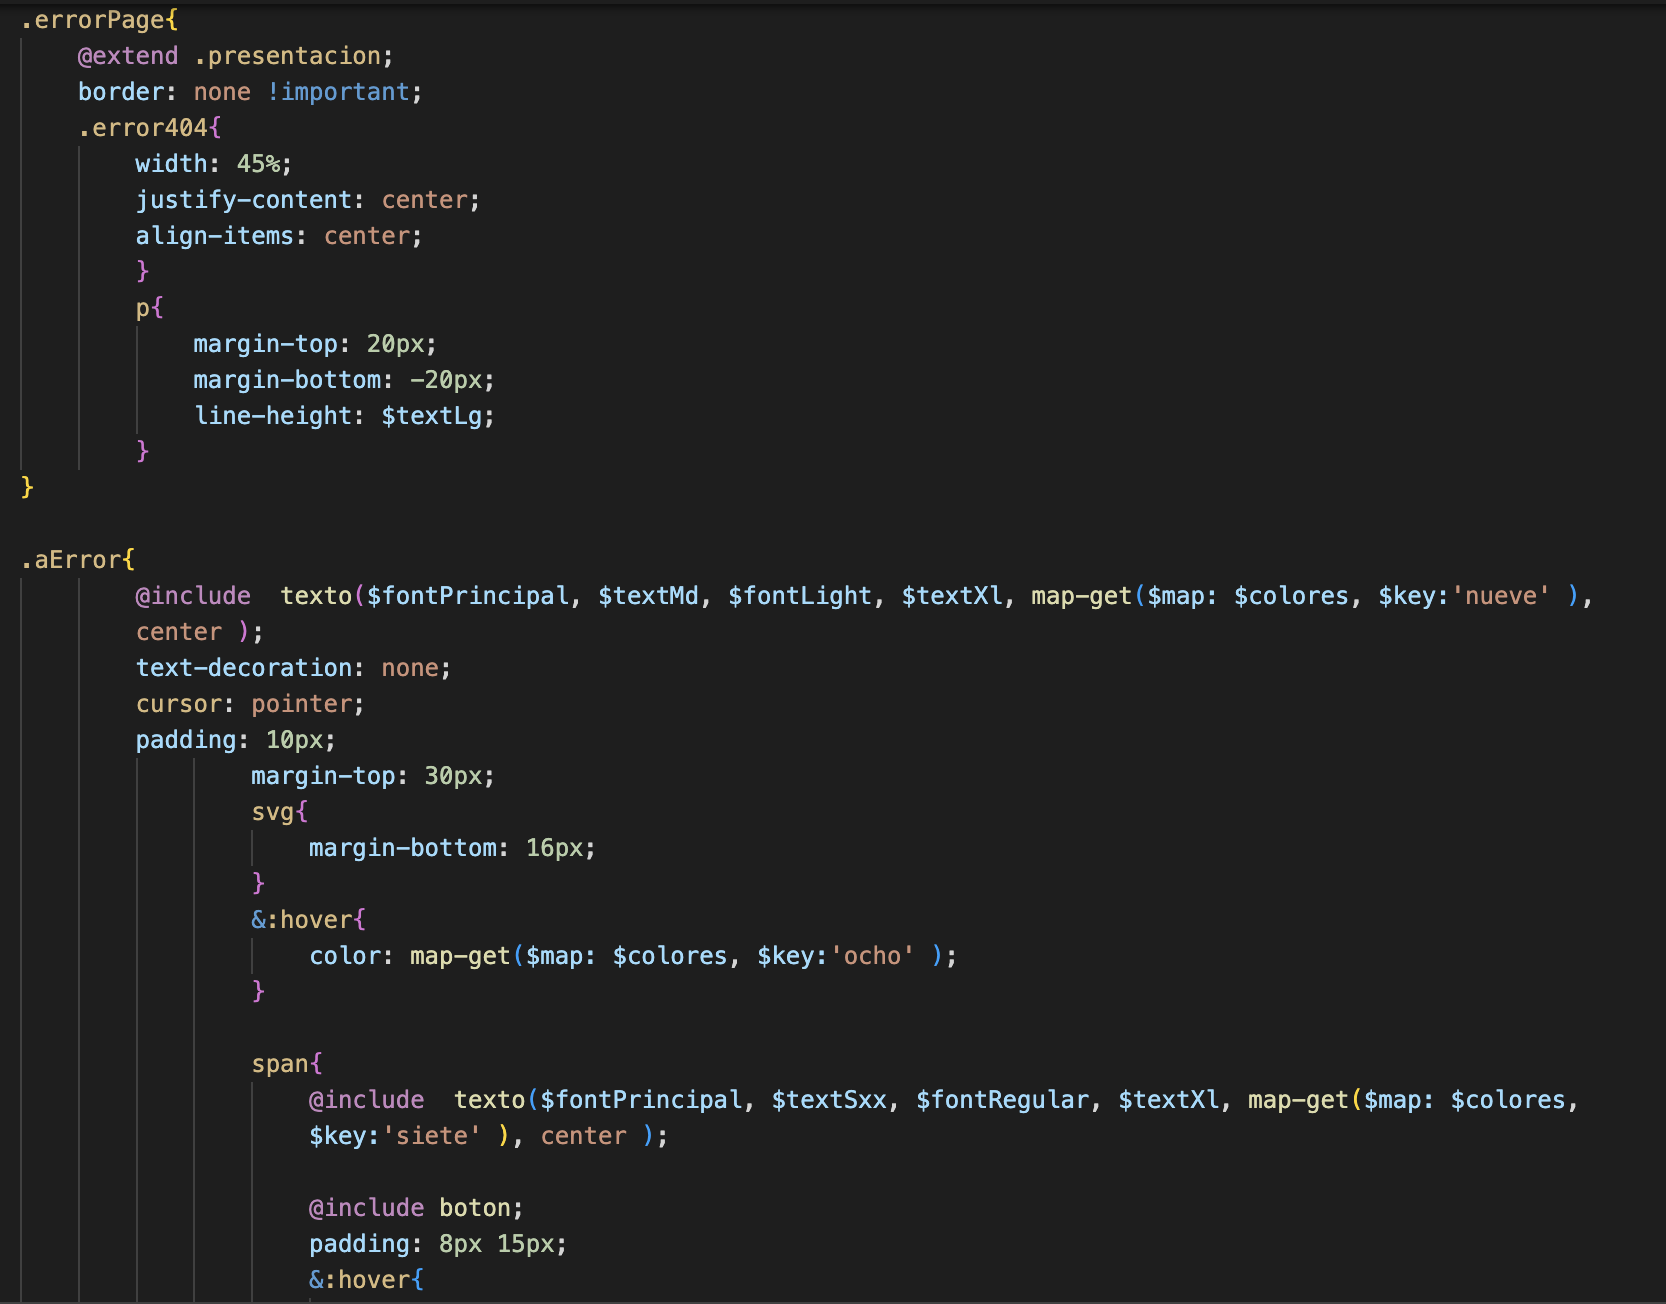 .errorPage{
@extend .presentacion;
border: none !important;
.error404{
width: 45%;
justify-content: center;
align-items: center;
}
p{
margin-top: 20px;
margin-bottom: -20px;
line-height: $textLg;
}
}
.aError{
@include  texto($fontPrincipal, $textMd, $fontLight, $textXl, map-get($map: $colores, $key:'nueve' ),
center );
text-decoration: none;
cursor: pointer;
padding: 10px;
margin-top: 30px;
svg{
margin-bottom: 16px;
}
&:hover{
color: map-get($map: $colores, $key:'ocho' );
}
span{
@include  texto($fontPrincipal, $textSxx, $fontRegular, $textXl, map-get($map: $colores,
$key:'siete' ), center );
@include boton;
padding: 8px 15px;
&:hover{